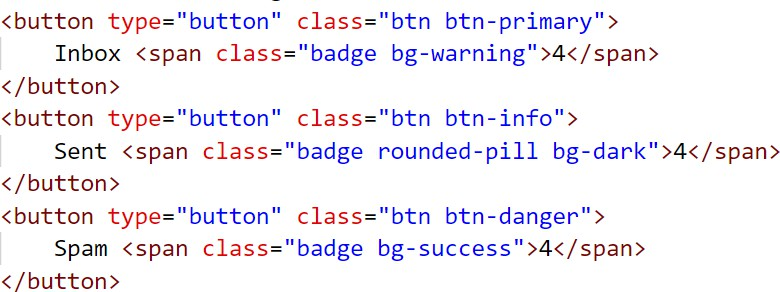 <button type="button" class="btn btn-primary">
    Inbox <span class="badge bg-warning">4</span>
</button>
<button type="button" class="btn btn-info">
    Sent <span class="badge rounded-pill bg-dark">4</span>
</button>
<button type="button" class="btn btn-danger">
    Spam <span class="badge bg-success">4</span>
</button>